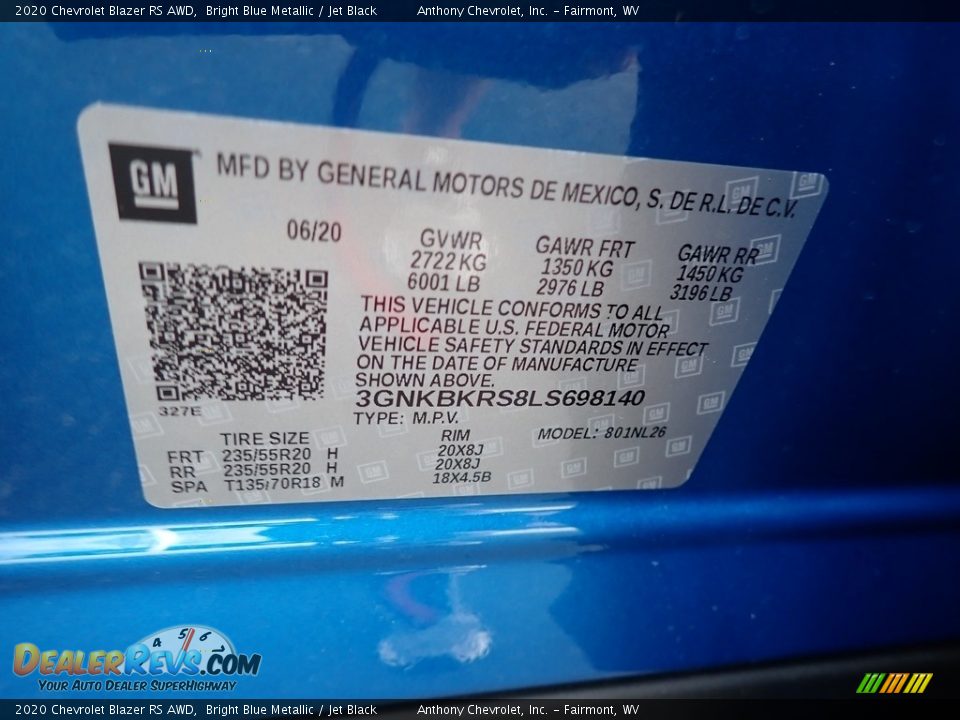 2020 Chevrolet Blazer RS AWD, Bright Blue Metallic / Jet Black Anthony Chevrolet, Inc. - Fairmont, WV
GM MFD BY GENERAL MOTORS DE MEXICO, S. DE R.L. DE C.V.
06/20 GVWR GAWR FRT GAWR RR
2722 KG 1350 KG 1450 KG
6001 LB 2976 LB 3196 LB
THIS VEHICLE CONFORMS TO ALL
APPLICABLE U.S. FEDERAL MOTOR
VEHICLE SAFETY STANDARDS IN EFFECT
ON THE DATE OF MANUFACTURE
SHOWN ABOVE.
3GNKBKRS8LS698140
327E
TYPE: M.P.V.
TIRE SIZE RIM MODEL: 801NL26
FRT 235/55R20 H 20X8J
RR 235/55R20 H 20X8J
SPA T135/70R18 M 18X4.5B
4 5 6
DEALERREVS.COM
YOUR AUTO DEALER SUPERHIGHWAY
2020 Chevrolet Blazer RS AWD, Bright Blue Metallic / Jet Black Anthony Chevrolet, Inc. - Fairmont, WV